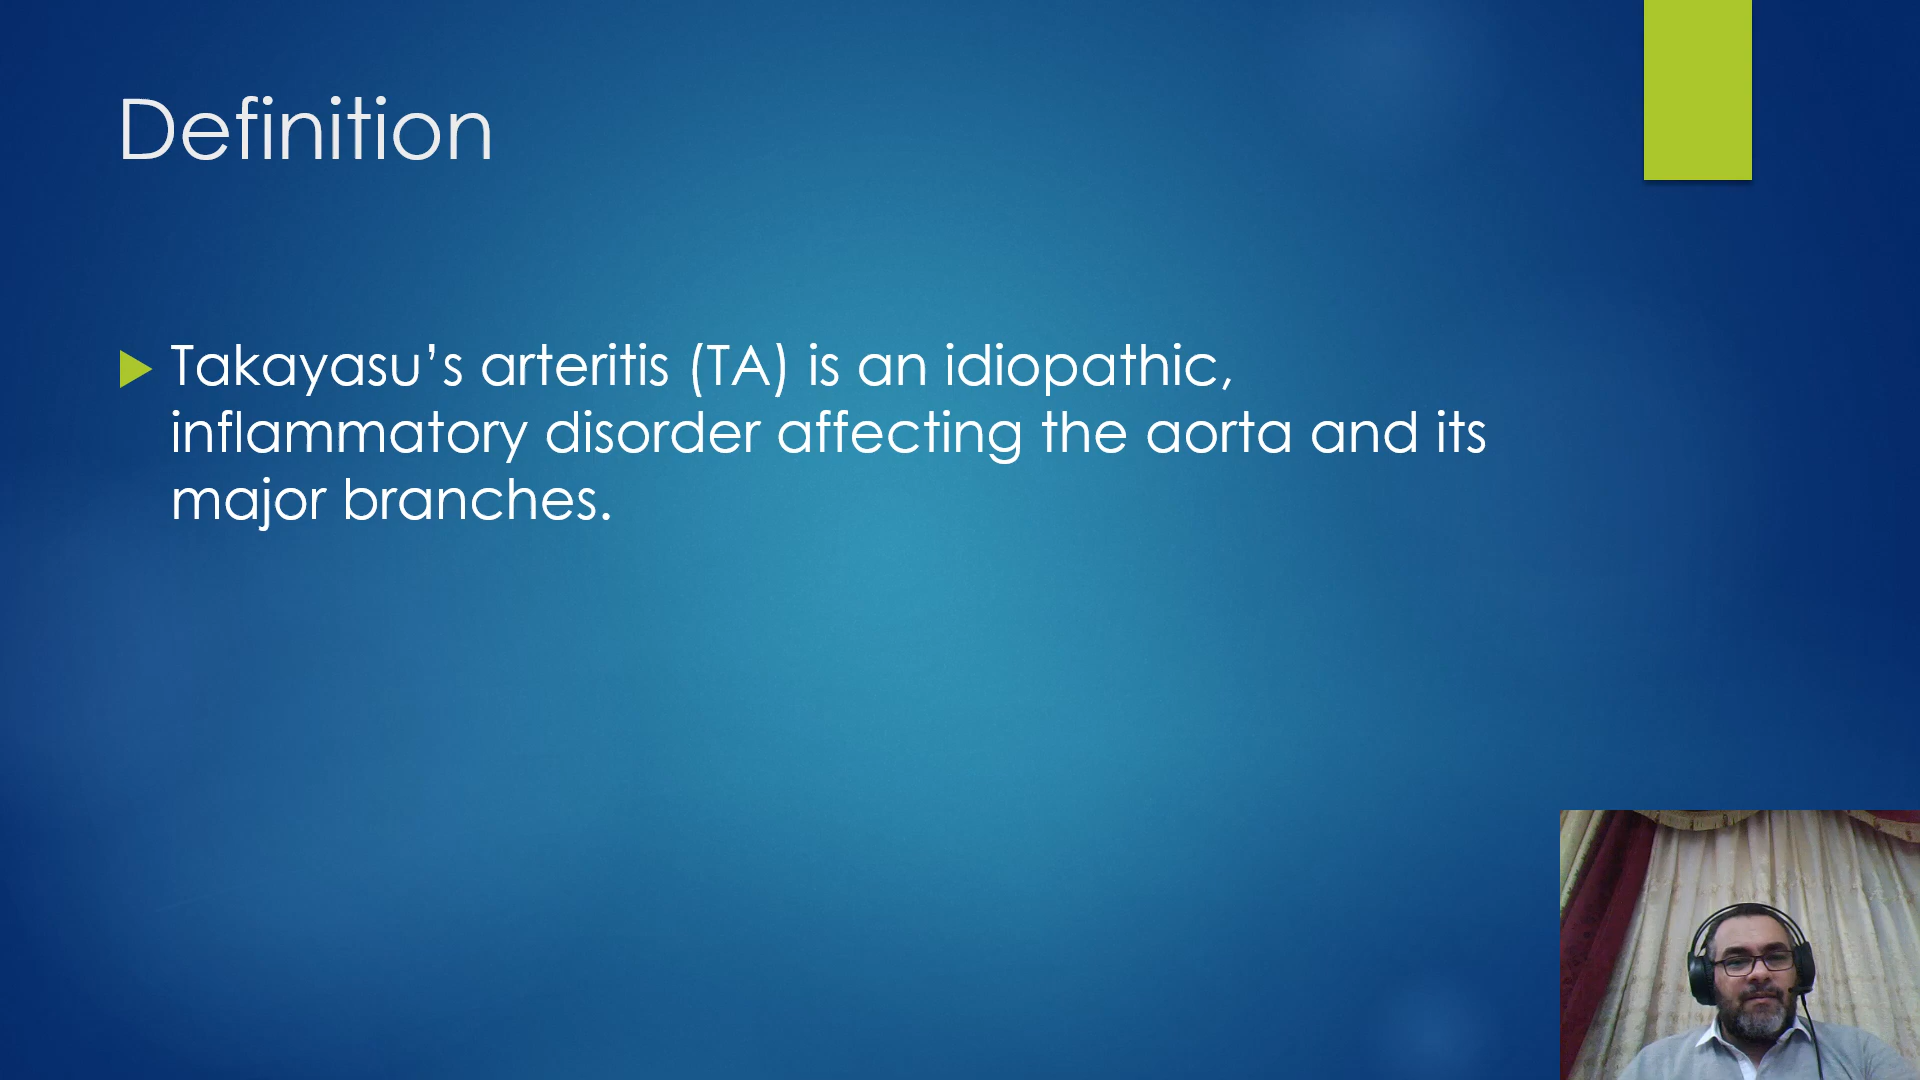 Definition
Takayasu’s arteritis (TA) is an idiopathic,
inflammatory disorder affecting the aorta and its
major branches.